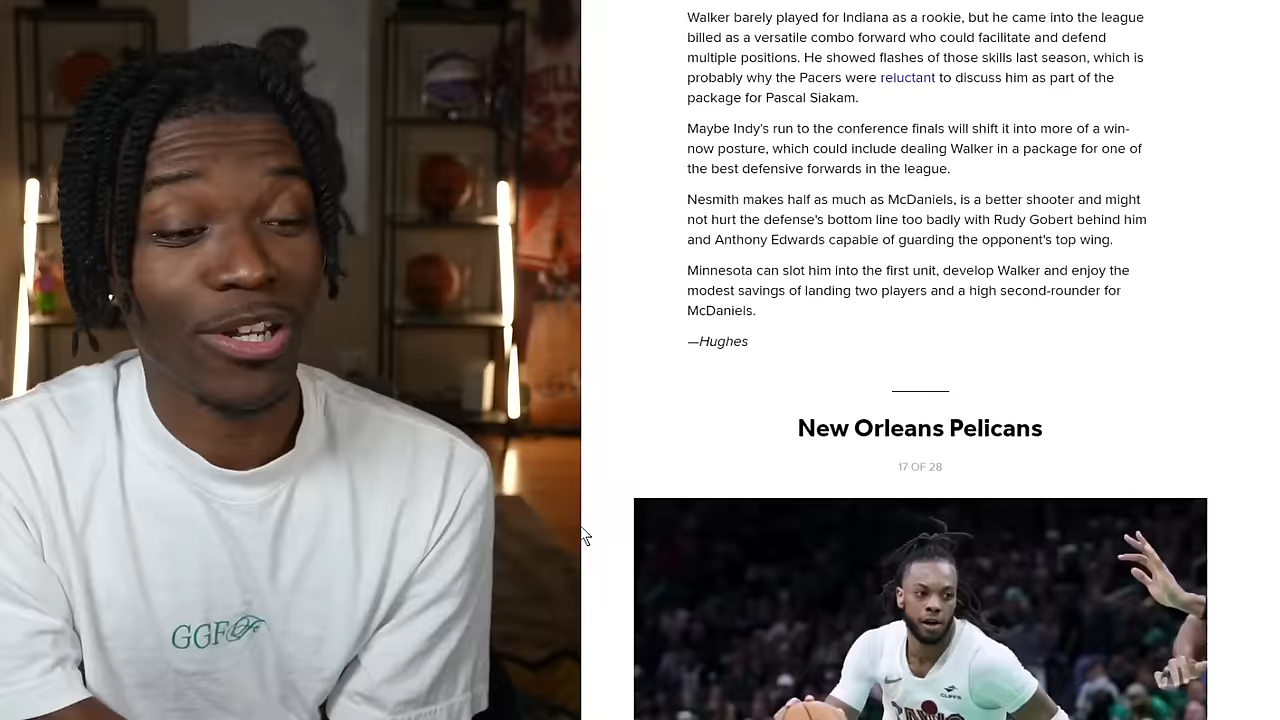 Walker barely played for Indiana as a rookie, but he came into the league
billed as a versatile combo forward who could facilitate and defend
multiple positions. He showed flashes of those skills last season, which is
probably why the Pacers were reluctant to discuss him as part of the
package for Pascal Siakam.
Maybe Indy's run to the conference finals will shift it into more of a win-
now posture, which could include dealing Walker in a package for one of
the best defensive forwards in the league.
Nesmith makes half as much as McDaniels, is a better shooter and might
not hurt the defense's bottom line too badly with Rudy Gobert behind him
and Anthony Edwards capable of guarding the opponent's top wing.
Minnesota can slot him into the first unit, develop Walker and enjoy the
modest savings of landing two players and a high second-rounder for
McDaniels.
—Hughes
New Orleans Pelicans
17 OF 28
GGF
CLIFFS